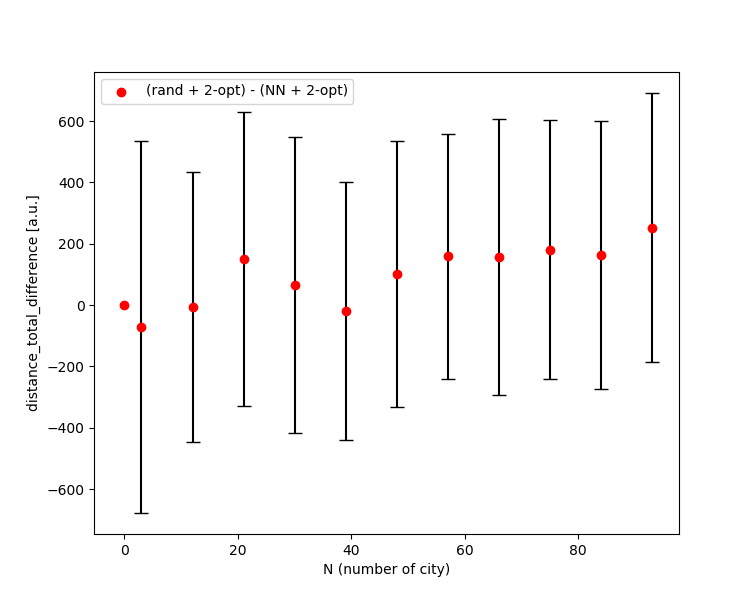 (rand + 2-opt) - (NN + 2-opt)
600
400
200
0
−200
−400
−600
distance_total_difference [a.u.]
0 20 40 60 80
N (number of city)